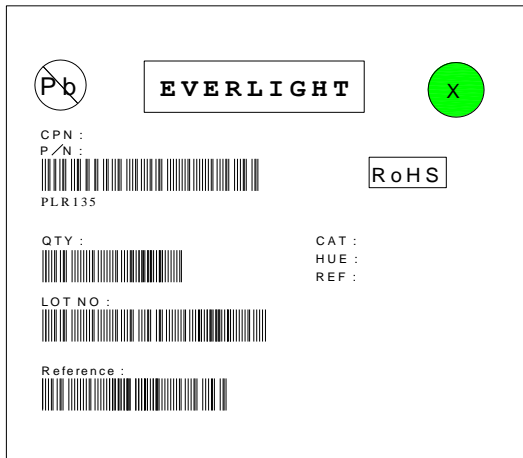 Pb
EVERLIGHT
X
CPN :
P/N :
RoHS
PLR135
QTY :
CAT :
HUE :
REF :
LOT NO :
Reference :